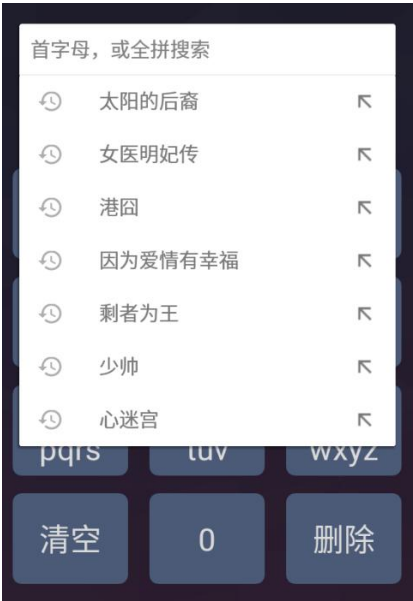 首字母，或全拼搜索
太阳的后裔
女医明妃传
港囧
因为爱情有幸福
剩者为王
少帅
心迷宫
pqrs tuv wxyz
清空 0 删除